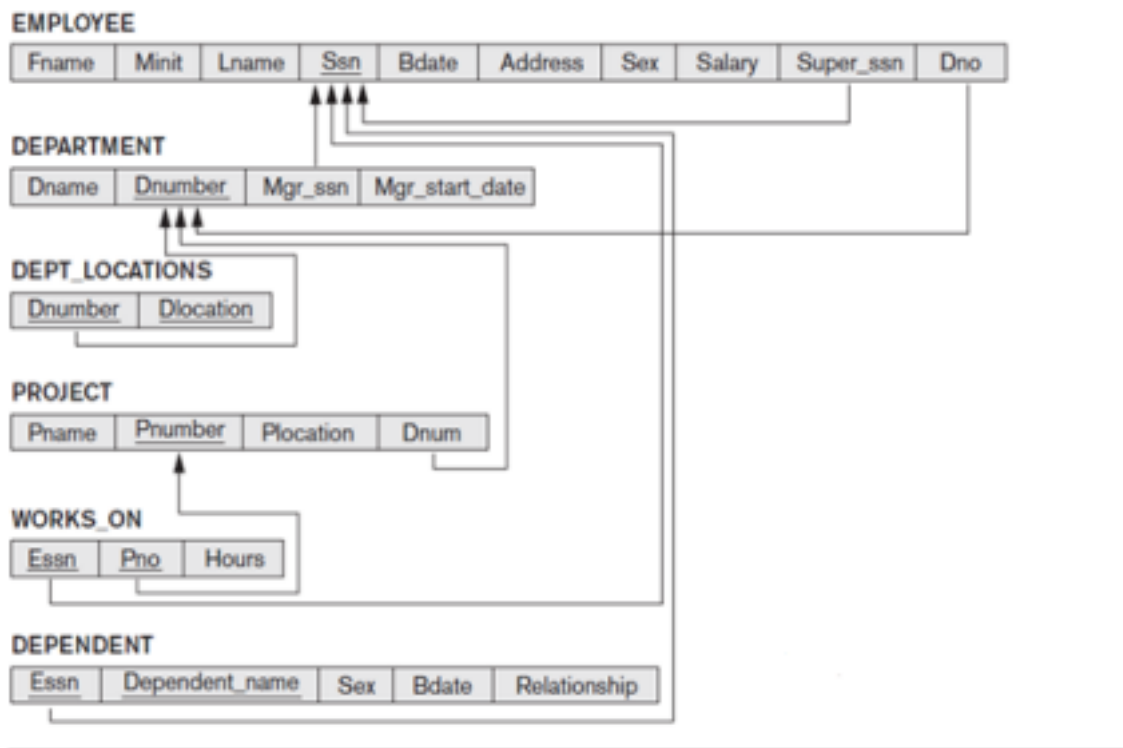 EMPLOYEE
Fname Minit Lname Ssn Bdate Address Sex Salary Super_ssn Dno
DEPARTMENT
Dname Dnumber Mgr_ssn Mgr_start_date
DEPT_LOCATIONS
Dnumber Dlocation
PROJECT
Pname Pnumber Plocation Dnum
WORKS_ON
Essn Pno Hours
DEPENDENT
Essn Dependent_name Sex Bdate Relationship